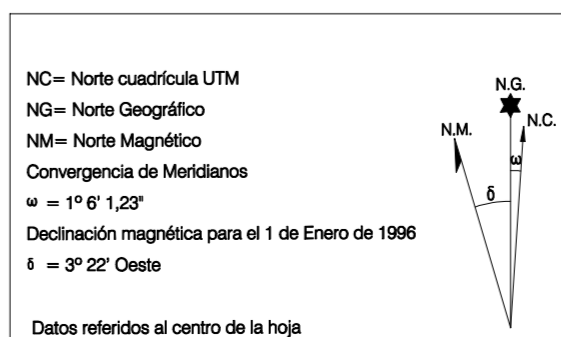 NC= Norte cuadrícula UTM
NG= Norte Geográfico
NM= Norte Magnético
Convergencia de Meridianos
ω = 1º 6' 1,23"
Declinación magnética para el 1 de Enero de 1996
δ = 3º 22' Oeste
Datos referidos al centro de la hoja
N.G.
N.M.
N.C.
ω
δ